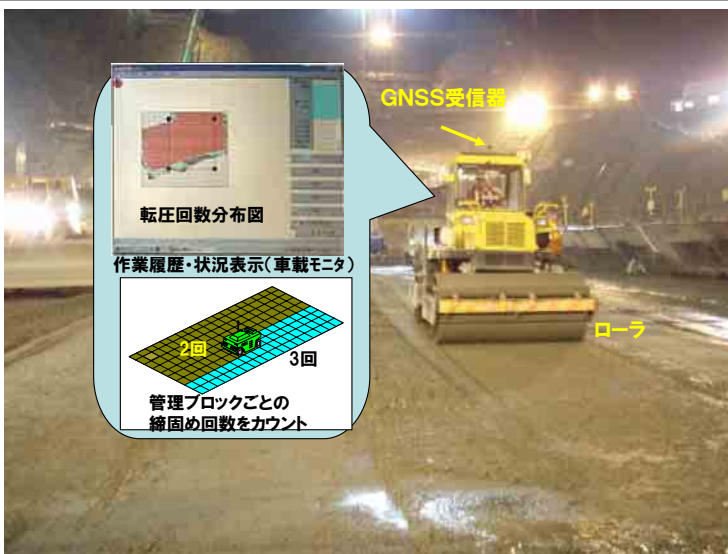 GNSS受信器
転圧回数分布図
作業履歴・状況表示(車載モニタ)
2回
3回
ローラ
管理ブロックごとの
締固め回数をカウント